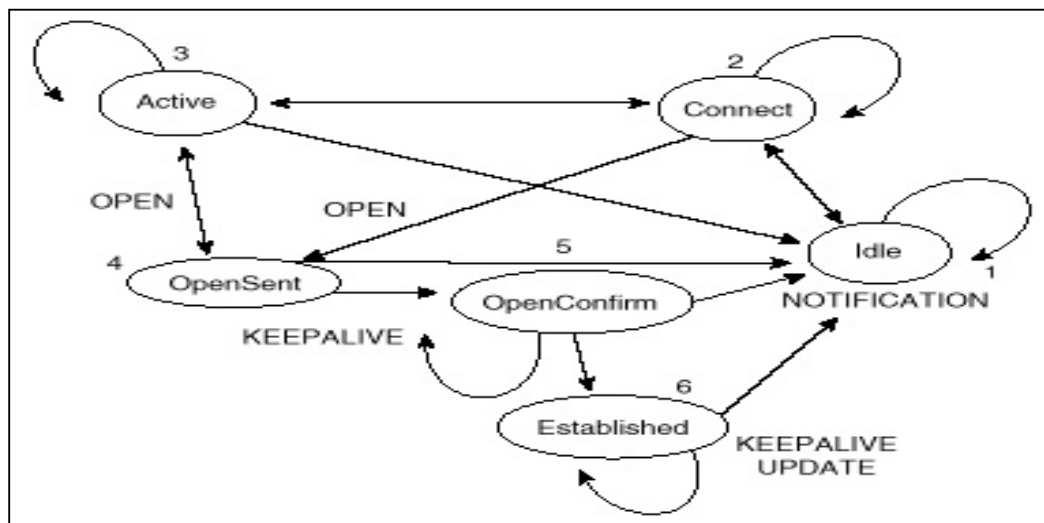 3
2
Active
Connect
OPEN
OPEN
5
Idle
4
OpenSent
1
OpenConfirm
NOTIFICATION
KEEPALIVE
6
Established
KEEPALIVE
UPDATE